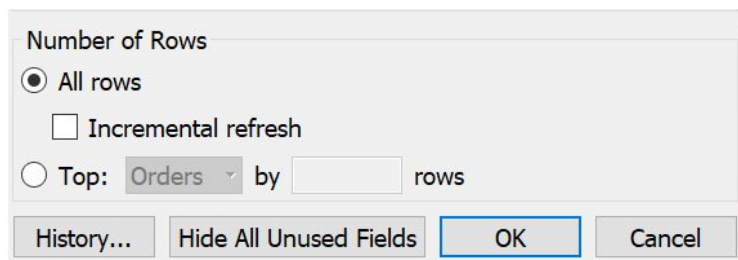 Number of Rows
All rows
Incremental refresh
Top: Orders by rows
History... Hide All Unused Fields OK Cancel